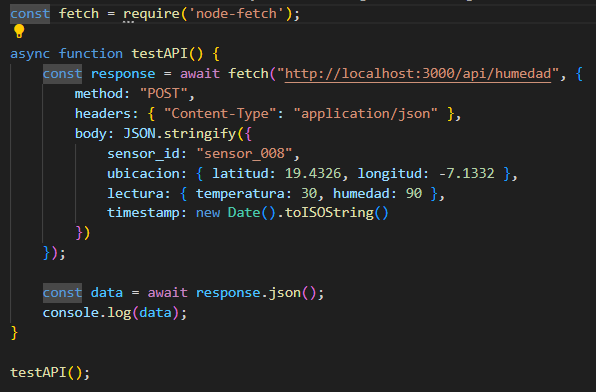 const fetch = require('node-fetch');
async function testAPI() {
    const response = await fetch("http://localhost:3000/api/humedad", {
        method: "POST",
        headers: { "Content-Type": "application/json" },
        body: JSON.stringify({
            sensor_id: "sensor_008",
            ubicacion: { latitud: 19.4326, longitud: -7.1332 },
            lectura: { temperatura: 30, humedad: 90 },
            timestamp: new Date().toISOString()
        })
    });
    const data = await response.json();
    console.log(data);
}
testAPI();